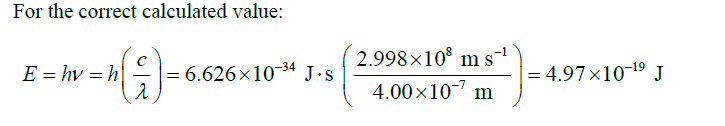 For the correct calculated value:
E = hν = h(c/λ) = 6.626×10⁻³⁴ J·s (2.998×10⁸ m s⁻¹ / 4.00×10⁻⁷ m) = 4.97×10⁻¹⁹ J